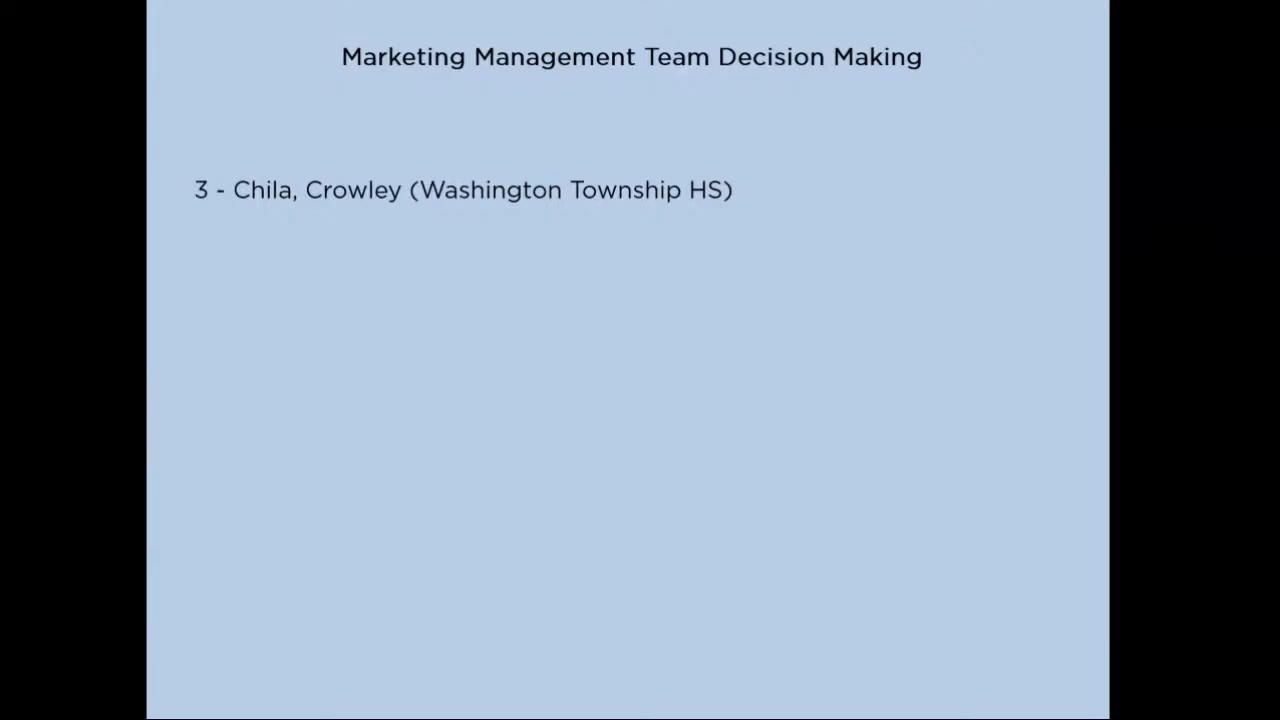 Marketing Management Team Decision Making
3 - Chila, Crowley (Washington Township HS)